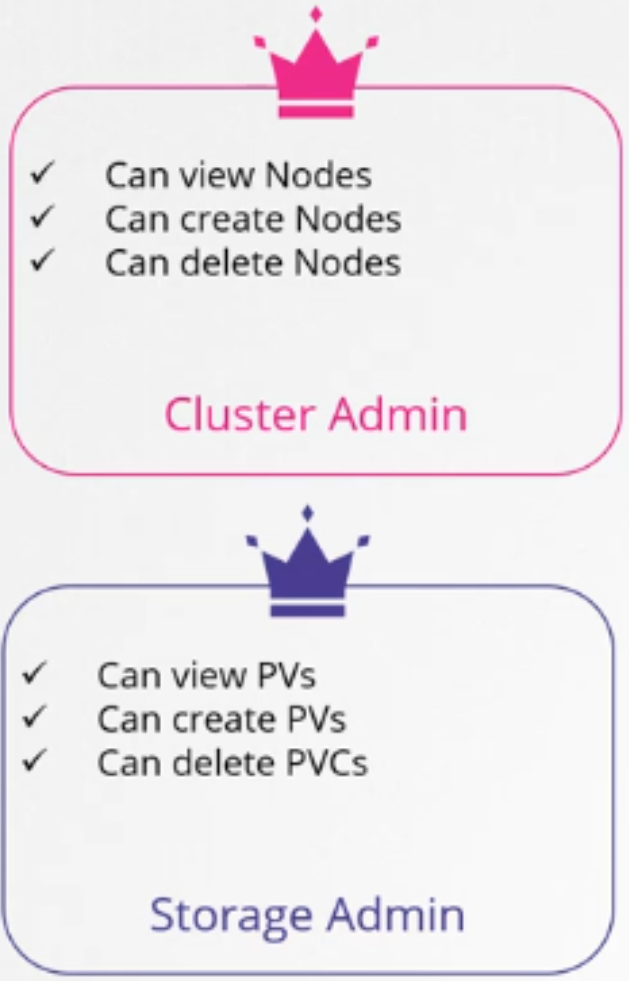 ✓ Can view Nodes
✓ Can create Nodes
✓ Can delete Nodes
Cluster Admin
✓ Can view PVs
✓ Can create PVs
✓ Can delete PVCs
Storage Admin